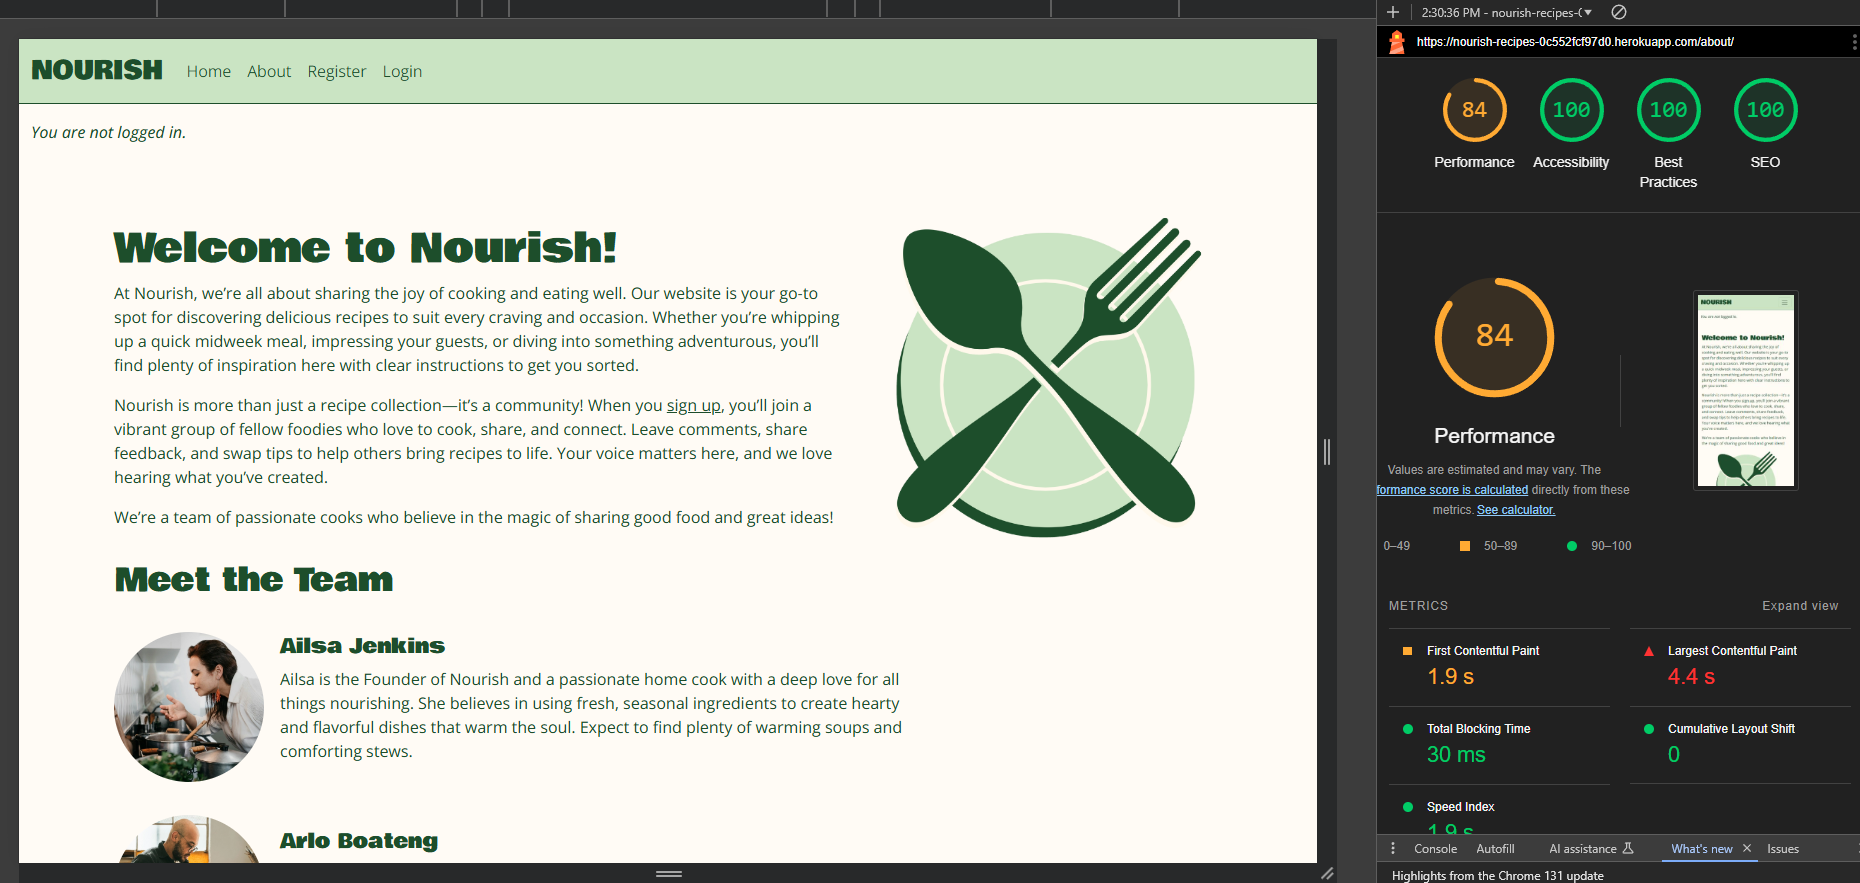 NOURISH
Home
About
Register
Login
You are not logged in.
Welcome to Nourish!
At Nourish, we’re all about sharing the joy of cooking and eating well. Our website is your go-to
spot for discovering delicious recipes to suit every craving and occasion. Whether you’re whipping
up a quick midweek meal, impressing your guests, or diving into something adventurous, you’ll
find plenty of inspiration here with clear instructions to get you sorted.
Nourish is more than just a recipe collection—it’s a community! When you sign up, you’ll join a
vibrant group of fellow foodies who love to cook, share, and connect. Leave comments, share
feedback, and swap tips to help others bring recipes to life. Your voice matters here, and we love
hearing what you’ve created.
We’re a team of passionate cooks who believe in the magic of sharing good food and great ideas!
Meet the Team
Ailsa Jenkins
Ailsa is the Founder of Nourish and a passionate home cook with a deep love for all
things nourishing. She believes in using fresh, seasonal ingredients to create hearty
and flavorful dishes that warm the soul. Expect to find plenty of warming soups and
comforting stews.
Arlo Boateng
2:30:36 PM - nourish-recipes-
https://nourish-recipes-0c552fcf97d0.herokuapp.com/about/
84
100
100
100
Performance
Accessibility
Best
Practices
SEO
84
Performance
Values are estimated and may vary. The
formance score is calculated directly from these
metrics. See calculator.
0–49
50–89
90–100
NOURISH
You are not logged in.
Welcome to Nourish!
METRICS
Expand view
First Contentful Paint
1.9 s
Largest Contentful Paint
4.4 s
Total Blocking Time
30 ms
Cumulative Layout Shift
0
Speed Index
1.9 s
Console
Autofill
AI assistance
What's new
Issues
Highlights from the Chrome 131 update